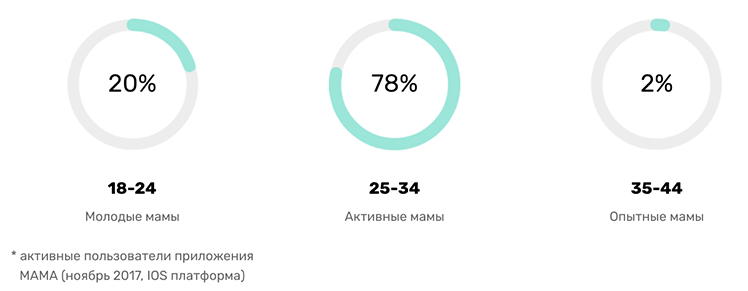 20%
78%
2%
18-24
25-34
35-44
Молодые мамы
Активные мамы
Опытные мамы
* активные пользователи приложения
МАМА (ноябрь 2017, IOS платформа)